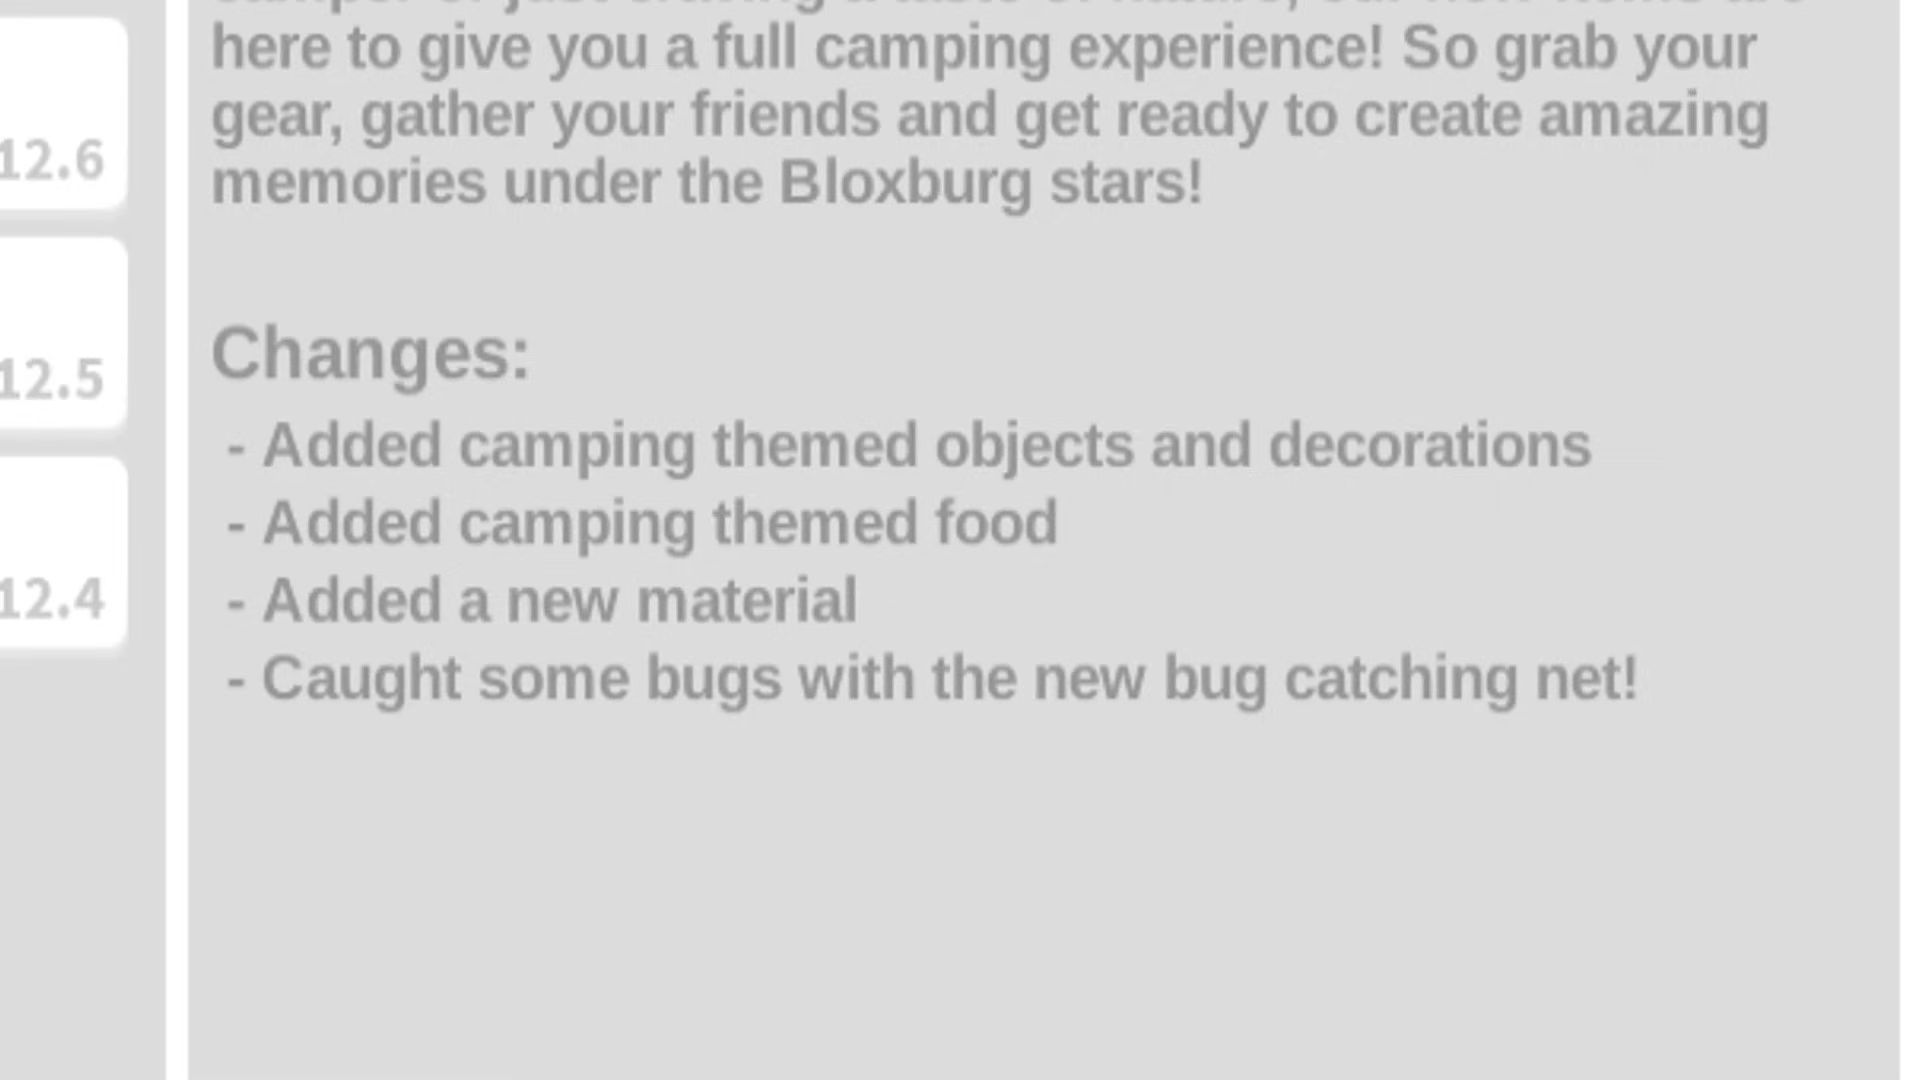 here to give you a full camping experience! So grab your
gear, gather your friends and get ready to create amazing
memories under the Bloxburg stars!
Changes:
- Added camping themed objects and decorations
- Added camping themed food
- Added a new material
- Caught some bugs with the new bug catching net!
12.6
12.5
12.4